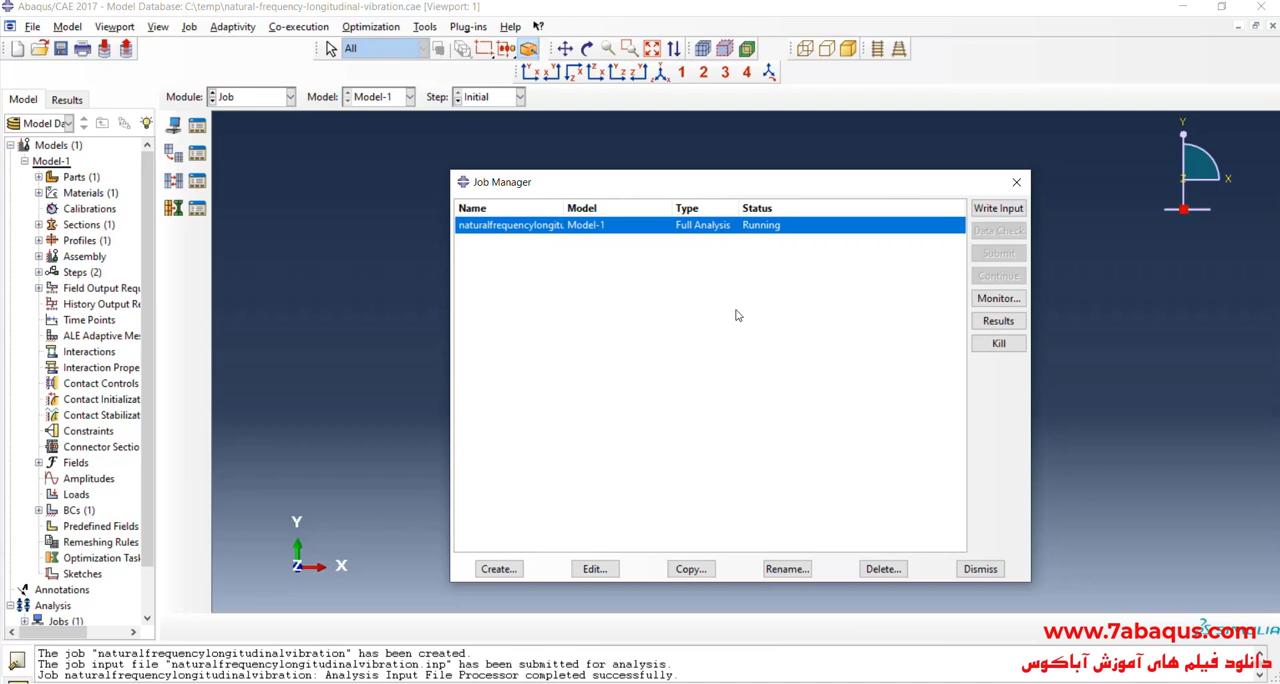 Abaqus/CAE 2017 - Model Database: C:\temp\natural-frequency-longitudinal-vibration.cae [Viewport: 1]
File Model Viewport View Job Adaptivity Co-execution Optimization Tools Plug-ins Help
All
1 2 3 4
Model Results
Module: Job Model: Model-1 Step: Initial
Model Da
Models (1)
Model-1
Parts (1)
Materials (1)
Calibrations
Sections (1)
Profiles (1)
Assembly
Steps (2)
Field Output Requ
History Output Re
Time Points
ALE Adaptive Mes
Interactions
Interaction Prope
Contact Controls
Contact Initializat
Contact Stabilizat
Constraints
Connector Sectio
Fields
Amplitudes
Loads
BCs (1)
Predefined Fields
Remeshing Rules
Optimization Task
Sketches
Annotations
Analysis
Jobs (1)
Job Manager
Name Model Type Status
naturalfrequencylongitu Model-1 Full Analysis Running
Write Input
Data Check
Submit
Continue
Monitor...
Results
Kill
Create... Edit... Copy... Rename... Delete... Dismiss
Y
X
Z
Y
X
Z
www.7abaqus.com
دانلود فیلم های آموزش آباکوس
The job "naturalfrequencylongitudinalvibration" has been created.
The job input file "naturalfrequencylongitudinalvibration.inp" has been submitted for analysis.
Job naturalfrequencylongitudinalvibration: Analysis Input File Processor completed successfully.